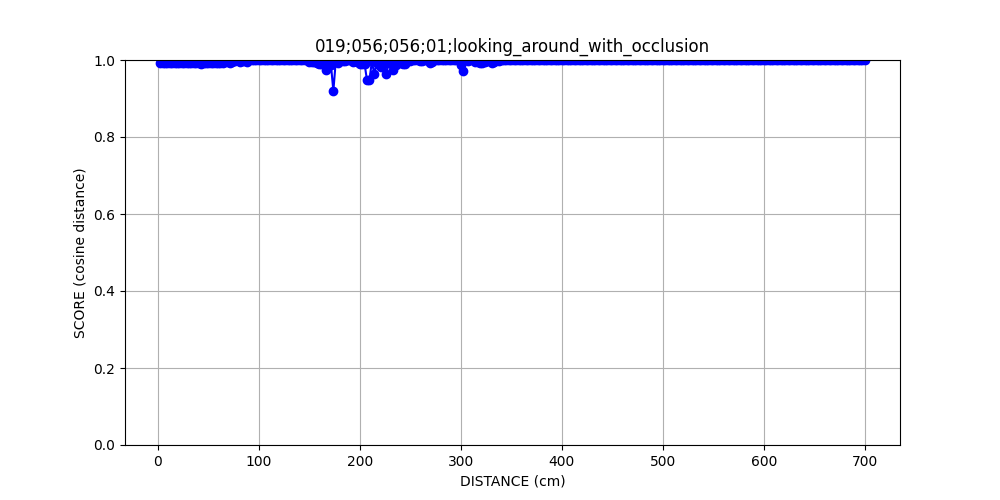 019;056;056;01;looking_around_with_occlusion
1.0
0.8
0.6
0.4
0.2
0.0
SCORE (cosine distance)
0 100 200 300 400 500 600 700
DISTANCE (cm)